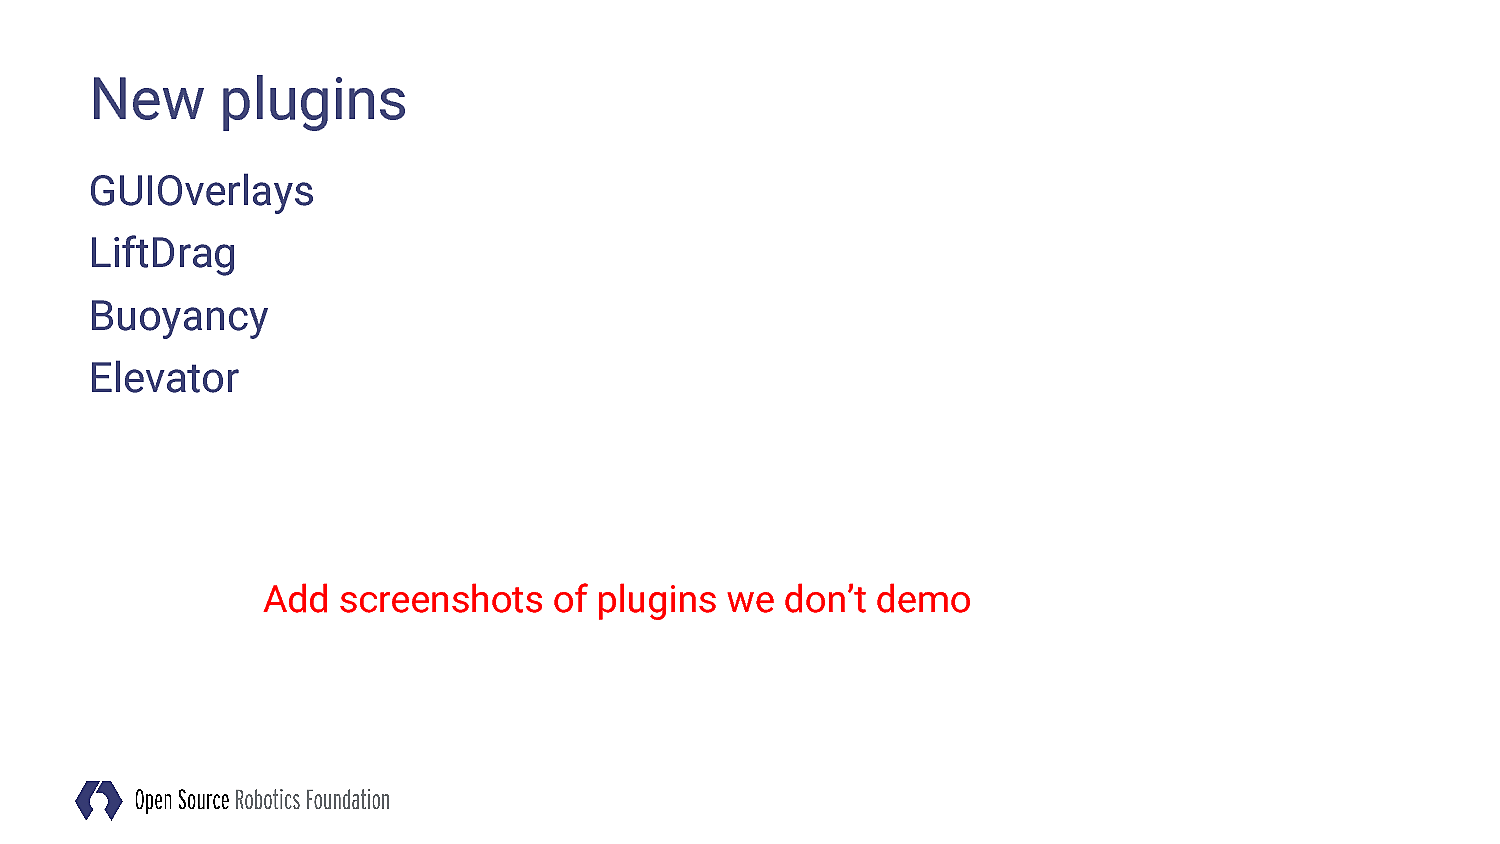 New plugins
GUIOverlays
LiftDrag
Buoyancy
Elevator
Add screenshots of plugins we don’t demo
Open Source Robotics Foundation